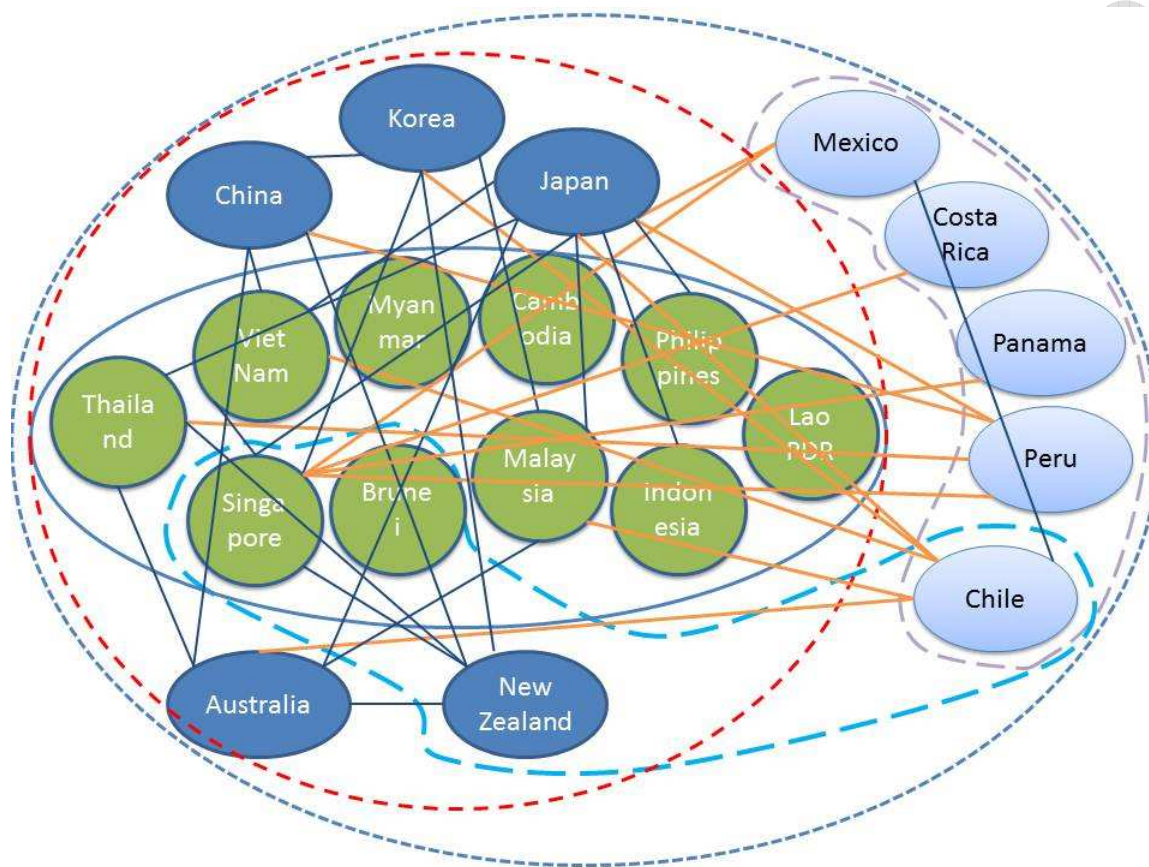 Korea
Mexico
China
Japan
Costa
Rica
Myan
mar
Camb
odia
Viet
Nam
Philip
pines
Panama
Thaila
nd
Lao
PDR
Peru
Singa
pore
Brune
i
Malay
sia
Indon
esia
Chile
Australia
New
Zealand